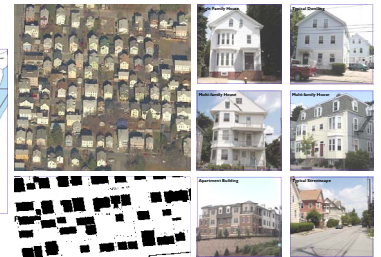 Single Family House
Typical Dwelling
Multi-family House
Multi-family House
Apartment Building
Typical Streetscape